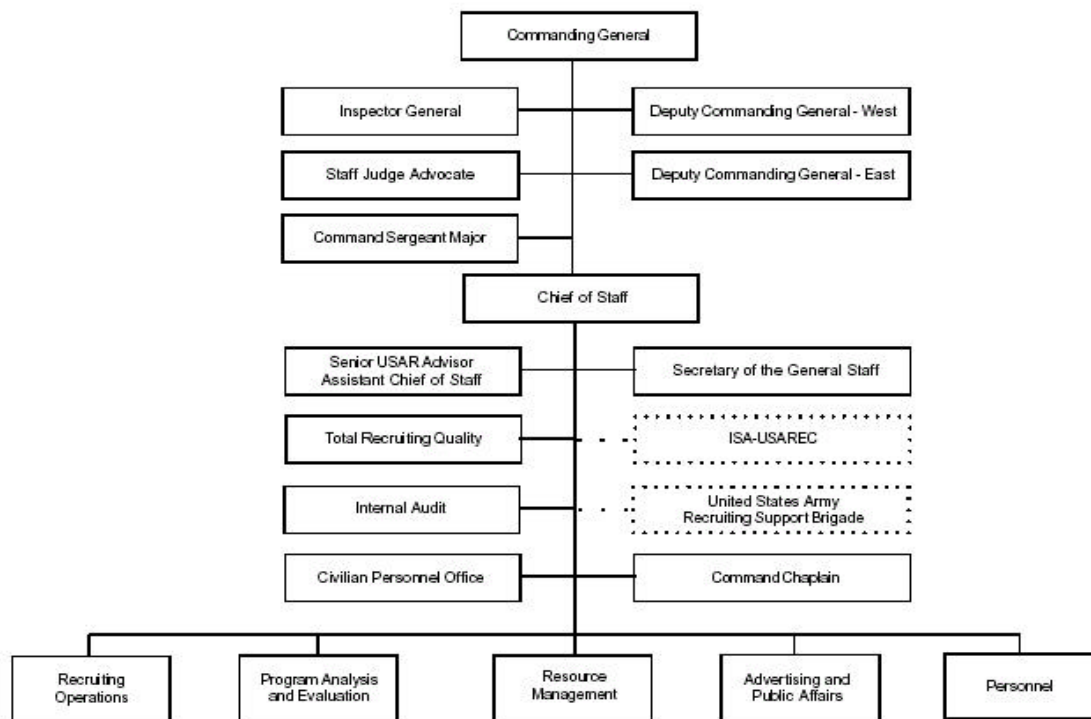 Commanding General
Inspector General
Deputy Commanding General - West
Staff Judge Advocate
Deputy Commanding General - East
Command Sergeant Major
Chief of Staff
Senior USAR Advisor
Assistant Chief of Staff
Secretary of the General Staff
Total Recruiting Quality
ISA-USAREC
Internal Audit
United States Army
Recruiting Support Brigade
Civilian Personnel Office
Command Chaplain
Recruiting
Operations
Program Analysis
and Evaluation
Resource
Management
Advertising and
Public Affairs
Personnel